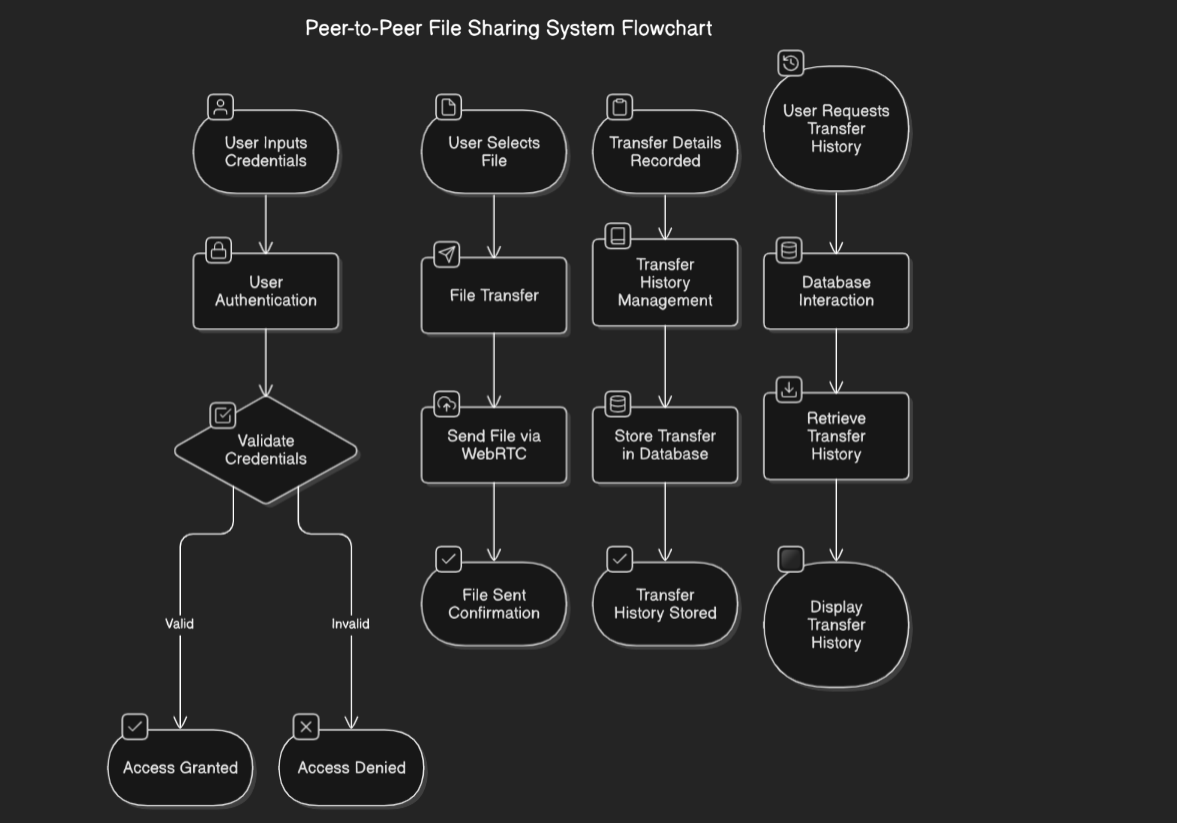 Peer-to-Peer File Sharing System Flowchart
User Inputs
Credentials
User
Authentication
Validate
Credentials
Valid
Invalid
Access Granted
Access Denied
User Selects
File
File Transfer
Send File via
WebRTC
File Sent
Confirmation
Transfer Details
Recorded
Transfer
History
Management
Store Transfer
in Database
Transfer
History Stored
User Requests
Transfer
History
Database
Interaction
Retrieve
Transfer
History
Display
Transfer
History